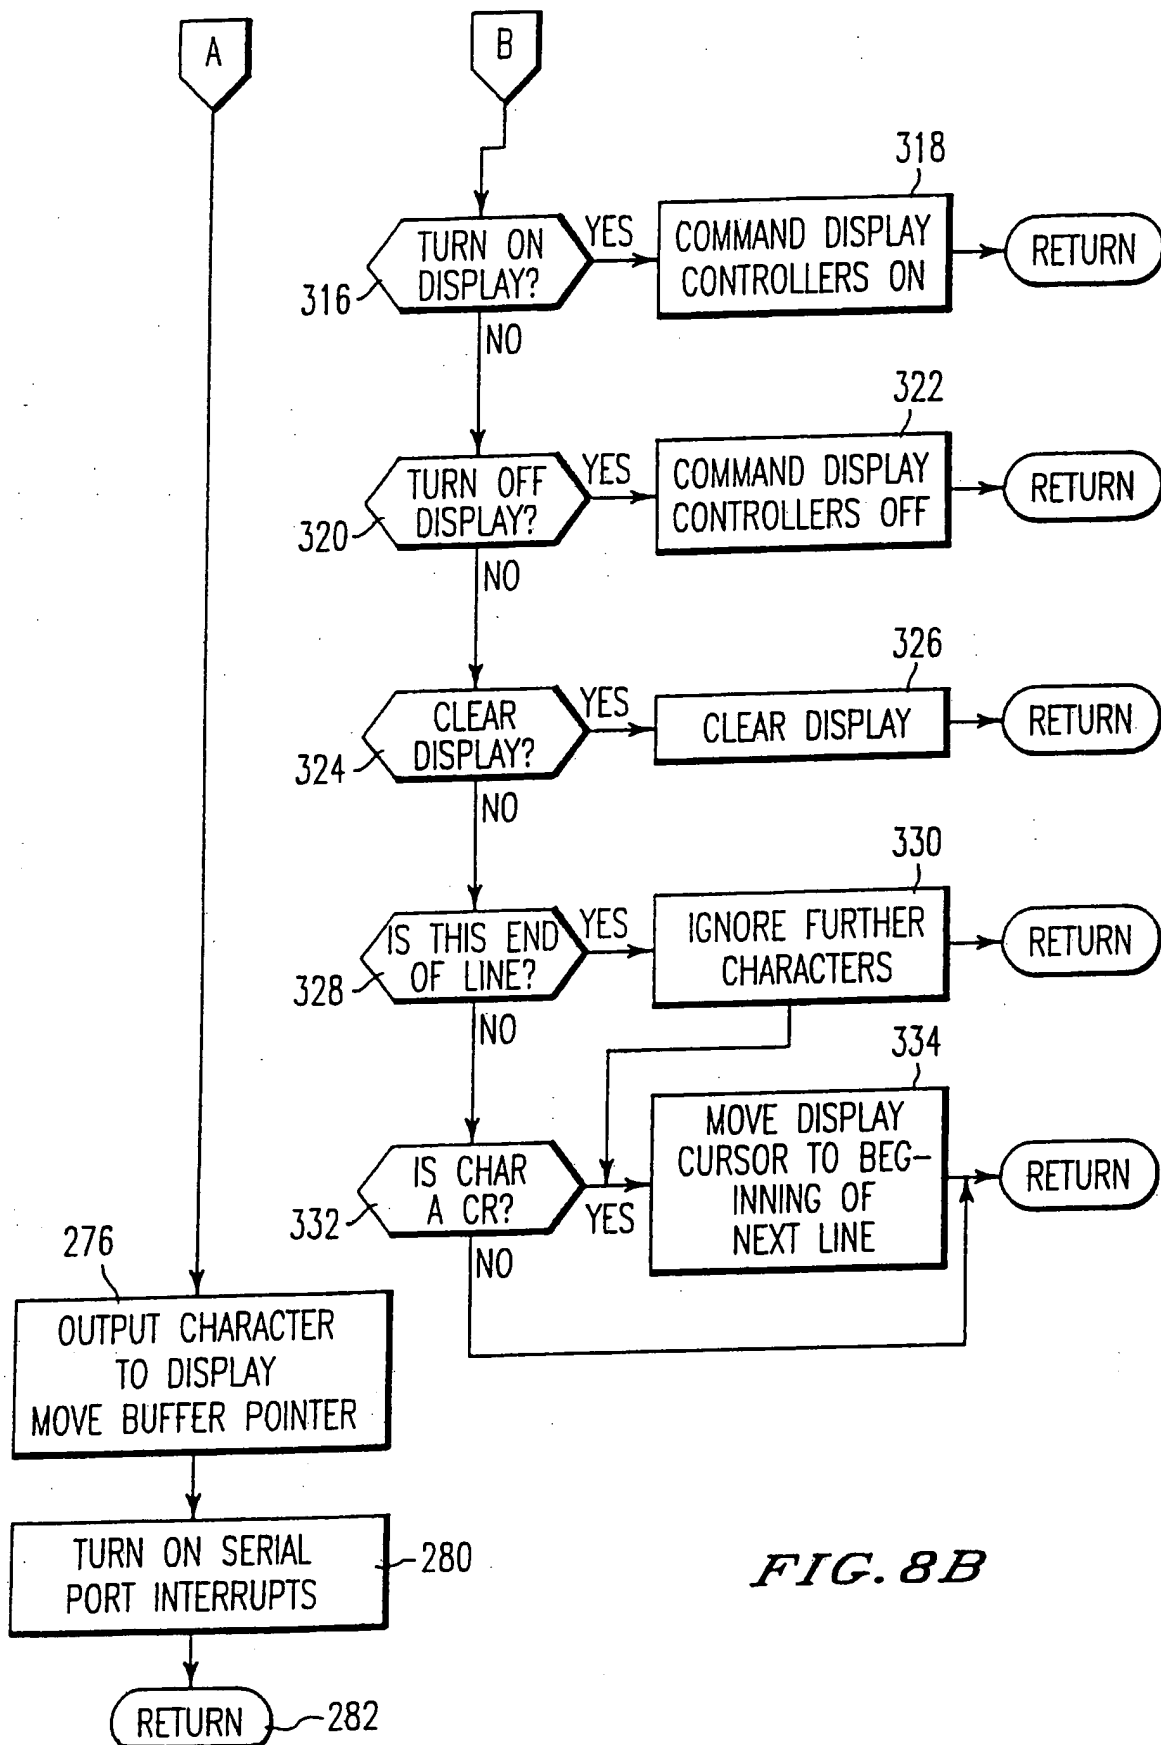 A
B
318
TURN ON
DISPLAY?
YES
COMMAND DISPLAY
CONTROLLERS ON
RETURN
316
NO
322
TURN OFF
DISPLAY?
YES
COMMAND DISPLAY
CONTROLLERS OFF
RETURN
320
NO
326
CLEAR
DISPLAY?
YES
CLEAR DISPLAY
RETURN
324
NO
330
IS THIS END
OF LINE?
YES
IGNORE FURTHER
CHARACTERS
RETURN
328
NO
334
IS CHAR
A CR?
YES
MOVE DISPLAY
CURSOR TO BEG-
INNING OF
NEXT LINE
RETURN
332
NO
276
OUTPUT CHARACTER
TO DISPLAY
MOVE BUFFER POINTER
TURN ON SERIAL
PORT INTERRUPTS
280
RETURN
282
FIG. 8B